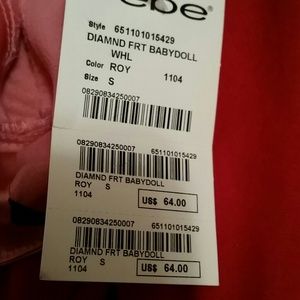 ebe®
Style 651101015429
DIAMND FRT BABYDOLL
WHL
Color ROY 1104
Size S
08290834250007
08290834250007 651101015429
DIAMND FRT BABYDOLL
ROY S
1104 US$ 64.00
08290834250007 651101015429
DIAMND FRT BABYDOLL
ROY S
1104 US$ 64.00